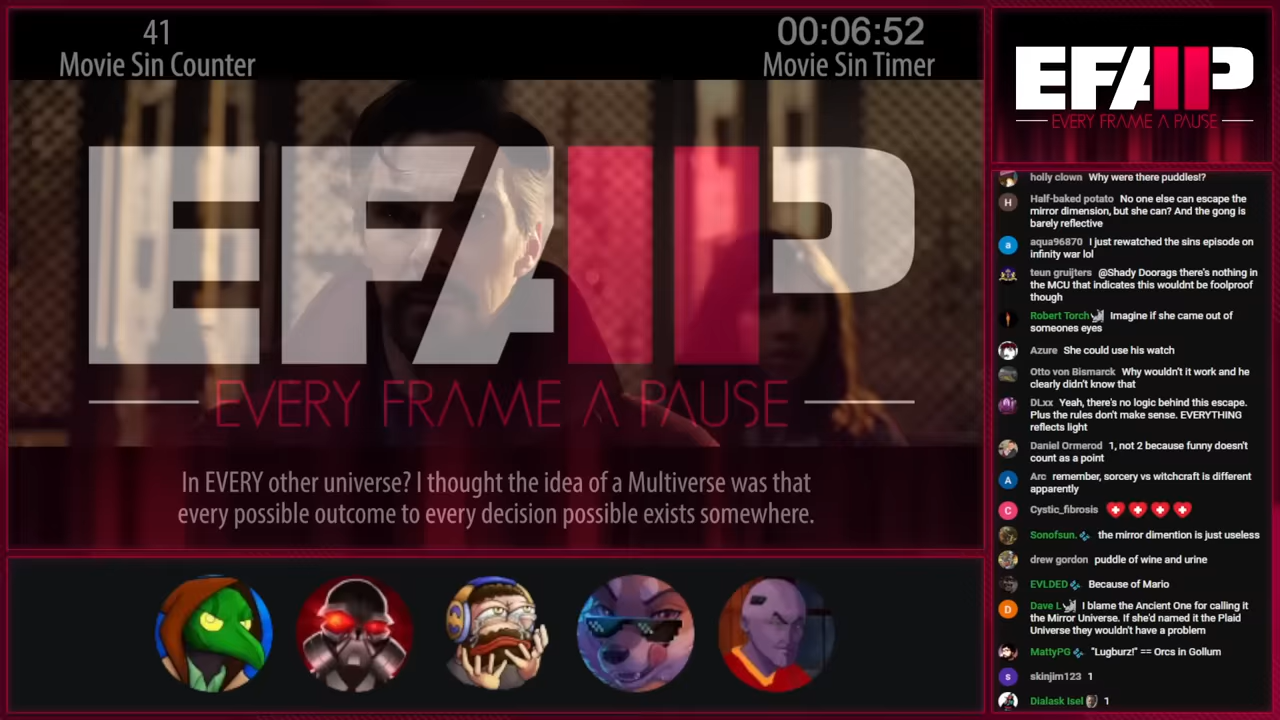 41
Movie Sin Counter
00:06:52
Movie Sin Timer
EFAP
EVERY FRAME A PAUSE
In EVERY other universe? I thought the idea of a Multiverse was that
every possible outcome to every decision possible exists somewhere.
EFAP
EVERY FRAME A PAUSE
holly clown Why were there puddles!?
H
Half-baked potato No one else can escape the
mirror dimension, but she can? And the gong is
barely reflective
a
aqua96870 I just rewatched the sins episode on
infinity war lol
teun gruijters @Shady Doorags there's nothing in
the MCU that indicates this wouldnt be foolproof
though
Robert Torch Imagine if she came out of
someones eyes
Azure She could use his watch
Otto von Bismarck Why wouldn't it work and he
clearly didn't know that
DLxx Yeah, there's no logic behind this escape.
Plus the rules don't make sense. EVERYTHING
reflects light
Daniel Ormerod 1, not 2 because funny doesn't
count as a point
A
Arc remember, sorcery vs witchcraft is different
apparently
C
Cystic_fibrosis
Sonofsun. the mirror dimention is just useless
drew gordon puddle of wine and urine
EVLDED Because of Mario
D
Dave L I blame the Ancient One for calling it
the Mirror Universe. If she'd named it the Plaid
Universe they wouldn't have a problem
MattyPG "Lugburz!" == Orcs in Gollum
s
skinjim123 1
Dialask Isel 1